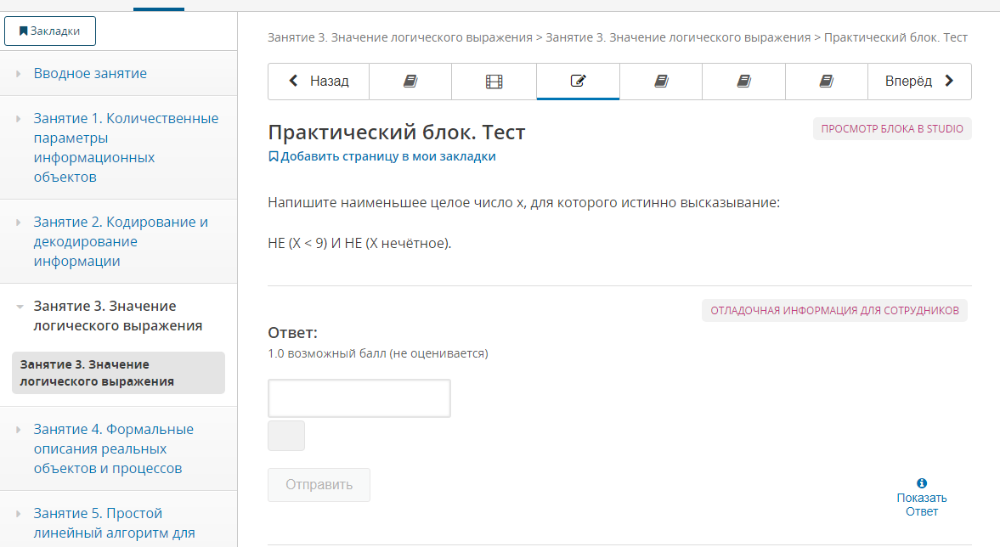 Закладки
Вводное занятие
Занятие 1. Количественные
параметры
информационных
объектов
Занятие 2. Кодирование и
декодирование
информации
Занятие 3. Значение
логического выражения
Занятие 3. Значение
логического выражения
Занятие 4. Формальные
описания реальных
объектов и процессов
Занятие 5. Простой
линейный алгоритм для
Занятие 3. Значение логического выражения > Занятие 3. Значение логического выражения > Практический блок. Тест
Назад
Вперёд
Практический блок. Тест
ПРОСМОТР БЛОКА В STUDIO
Добавить страницу в мои закладки
Напишите наименьшее целое число x, для которого истинно высказывание:
НЕ (X < 9) И НЕ (X нечётное).
ОТЛАДОЧНАЯ ИНФОРМАЦИЯ ДЛЯ СОТРУДНИКОВ
Ответ:
1.0 возможный балл (не оценивается)
Отправить
Показать
Ответ